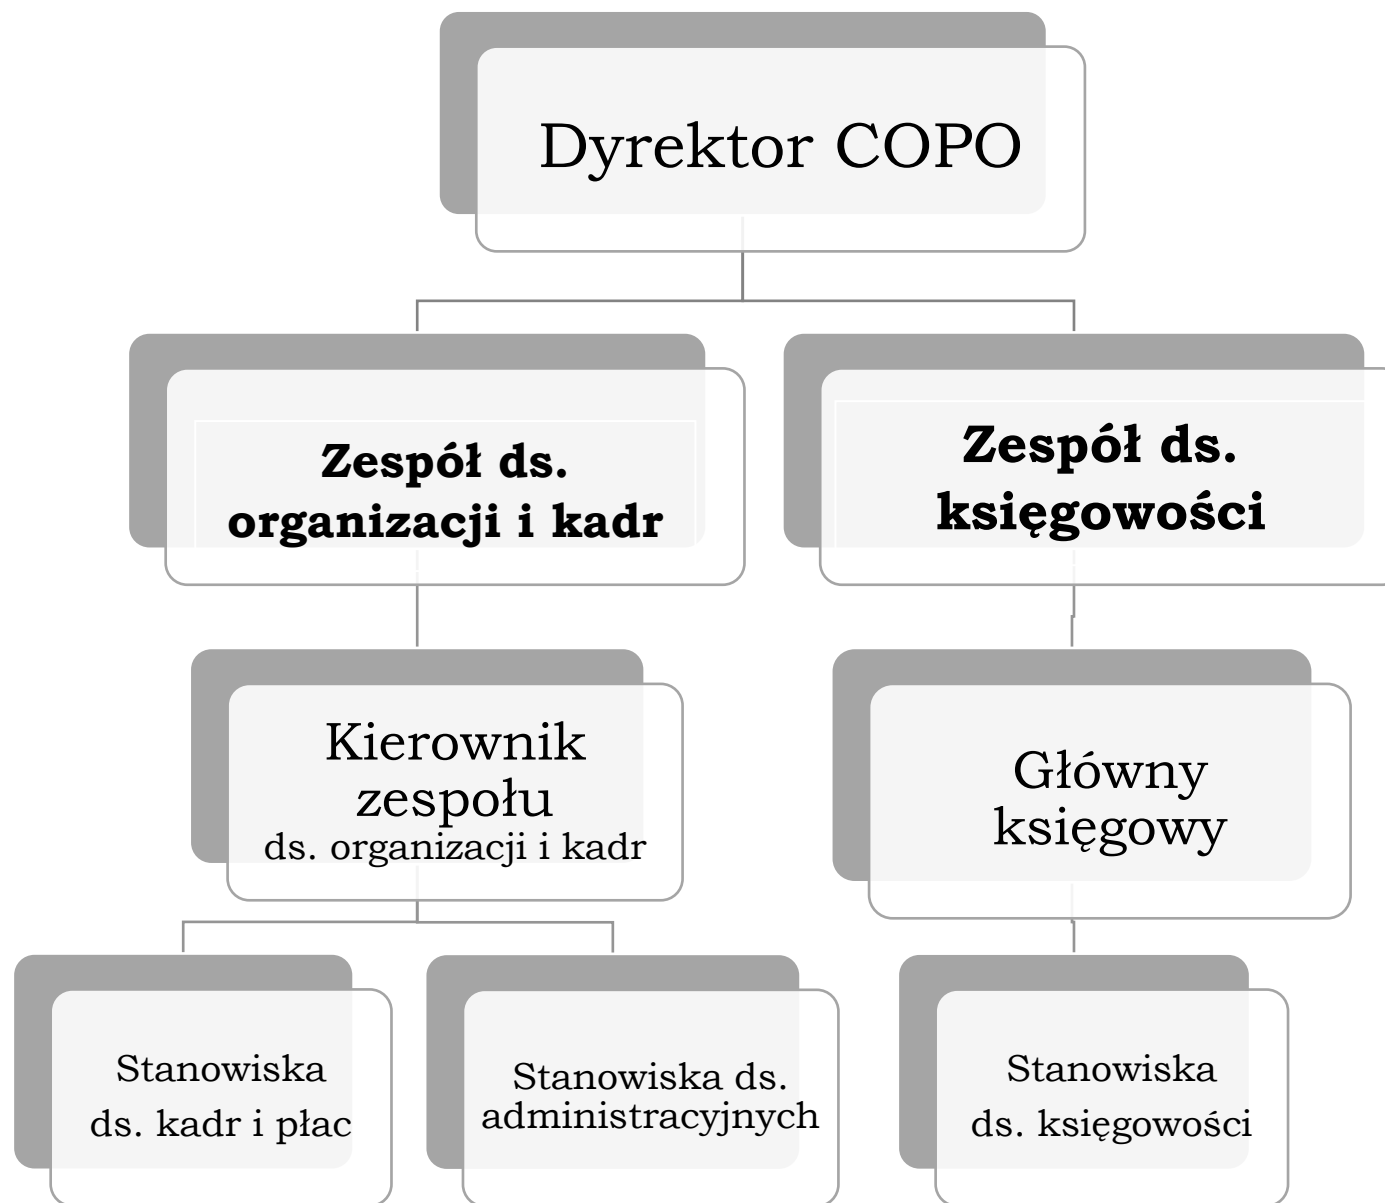 Dyrektor COPO
Zespół ds.
organizacji i kadr
Zespół ds.
księgowości
Kierownik
zespołu
ds. organizacji i kadr
Główny
księgowy
Stanowiska
ds. kadr i płac
Stanowiska ds.
administracyjnych
Stanowiska
ds. księgowości